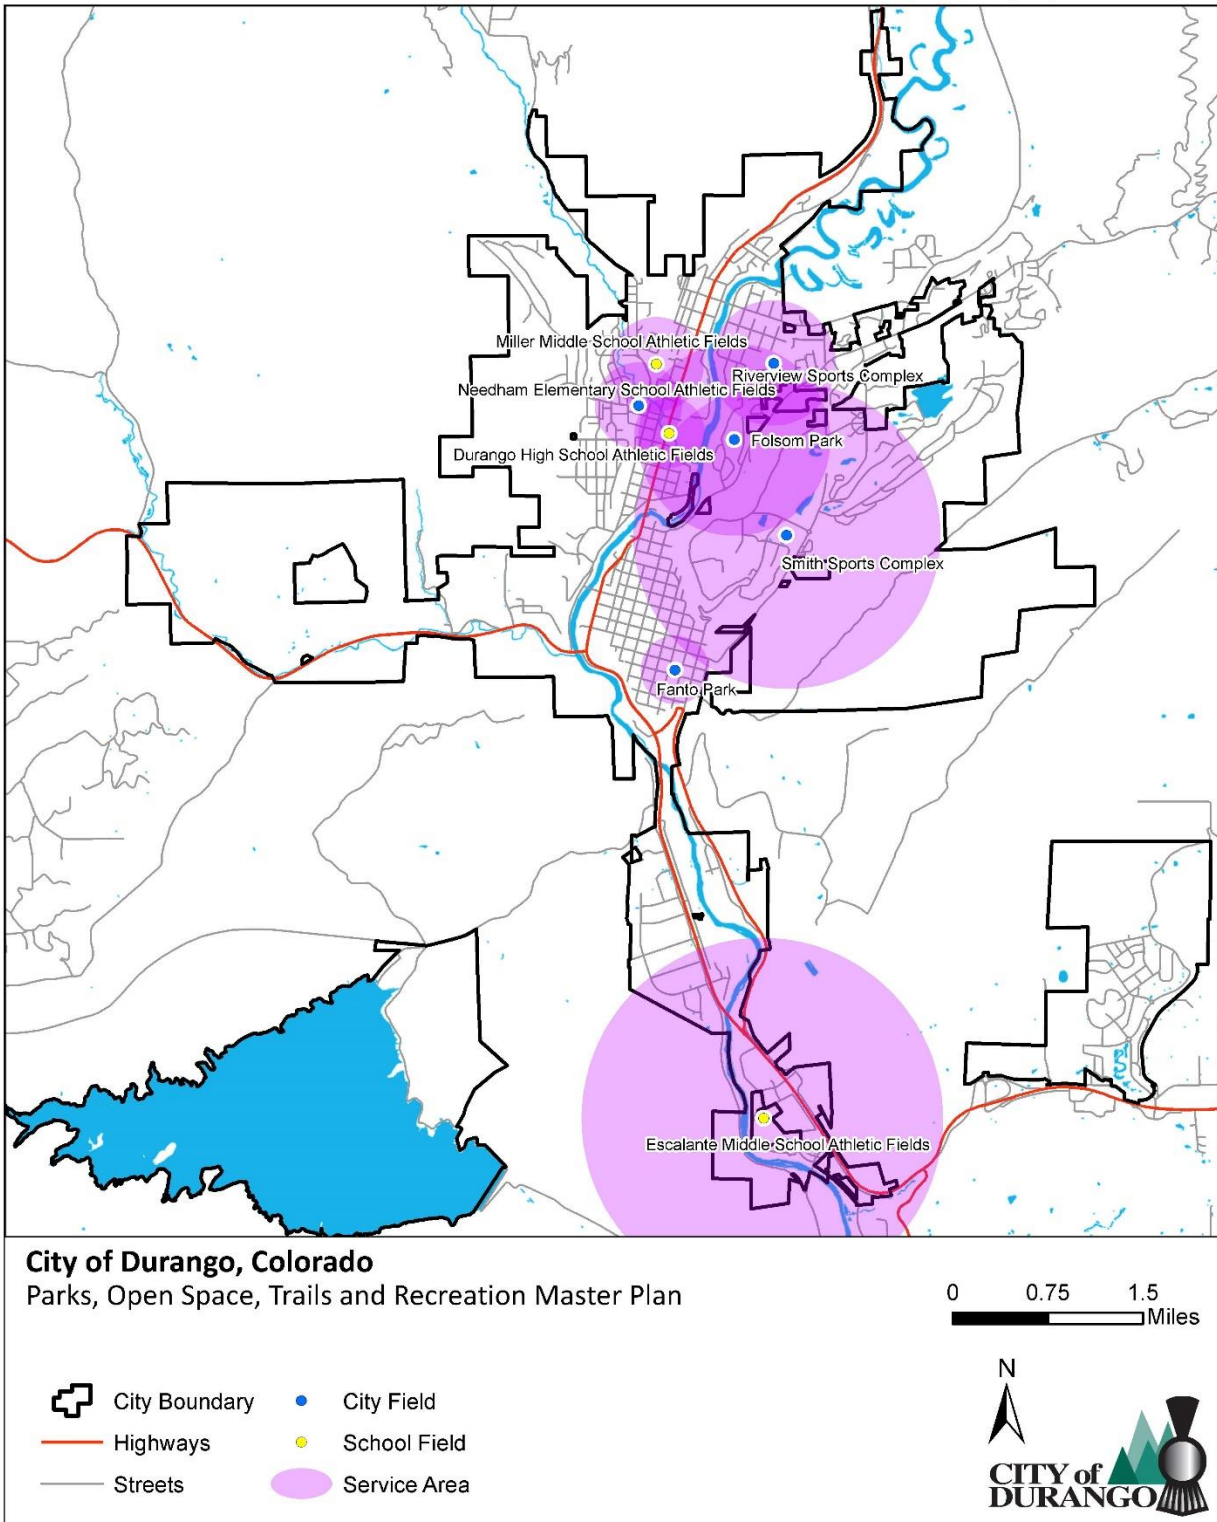 Miller Middle School Athletic Fields
Riverview Sports Complex
Needham Elementary School Athletic Fields
Folsom Park
Durango High School Athletic Fields
Smith Sports Complex
Fanto Park
Escalante Middle School Athletic Fields
City of Durango, Colorado
Parks, Open Space, Trails and Recreation Master Plan
0 0.75 1.5
Miles
N
City Boundary
City Field
Highways
School Field
Streets
Service Area
CITY of
DURANGO